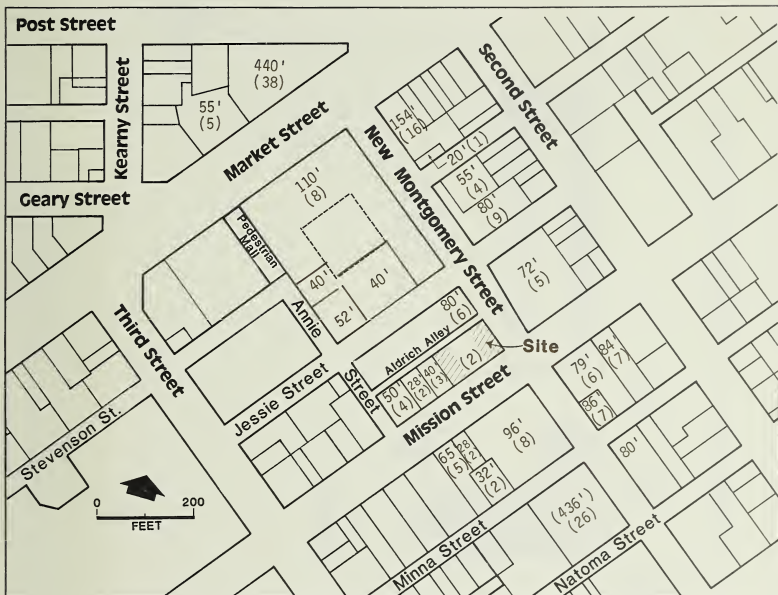 Post Street
Kearny Street
440'
(38)
55'
(5)
Market Street
Geary Street
Second Street
New Montgomery Street
154'
(16)
20' (1)
55'
(4)
80'
(9)
110'
(8)
Pedestrian
Mall
40'
40'
52'
72'
(5)
Third Street
Annie
Street
80'
(6)
Aldrich Alley
Site
(2)
50'
(4)
28
(2)
40
(3)
Jessie Street
Mission Street
79'
(6)
84'
(7)
86'
(7)
Stevenson St.
65'
(5)
28
(2)
32'
(2)
96'
(8)
80'
0 200
FEET
(436')
(26)
Minna Street
Natoma Street